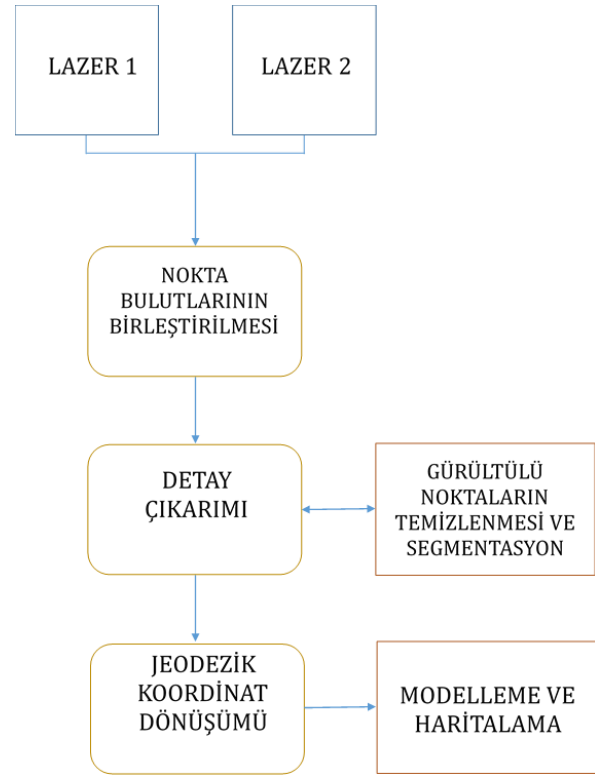 LAZER 1
LAZER 2
NOKTA
BULUTLARININ
BİRLEŞTİRİLMESİ
DETAY
ÇIKARIMI
GÜRÜLTÜLÜ
NOKTALARIN
TEMİZLENMESİ VE
SEGMENTASYON
JEODEZİK
KOORDİNAT
DÖNÜŞÜMÜ
MODELLEME VE
HARİTALAMA